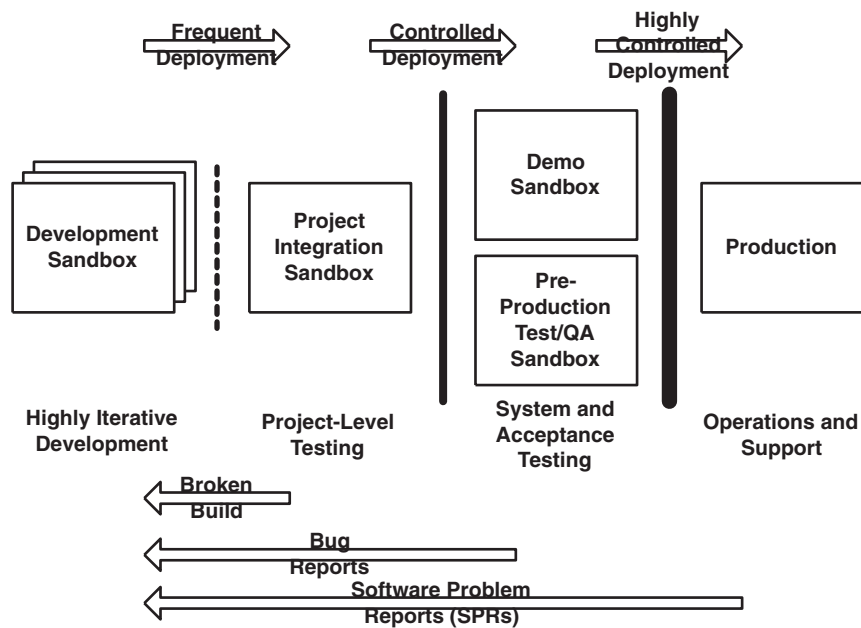 Frequent
Deployment
Controlled
Deployment
Highly
Controlled
Deployment
Development
Sandbox
Project
Integration
Sandbox
Demo
Sandbox
Pre-
Production
Test/QA
Sandbox
Production
Highly Iterative
Development
Project-Level
Testing
System and
Acceptance
Testing
Operations and
Support
Broken
Build
Bug
Reports
Software Problem
Reports (SPRs)